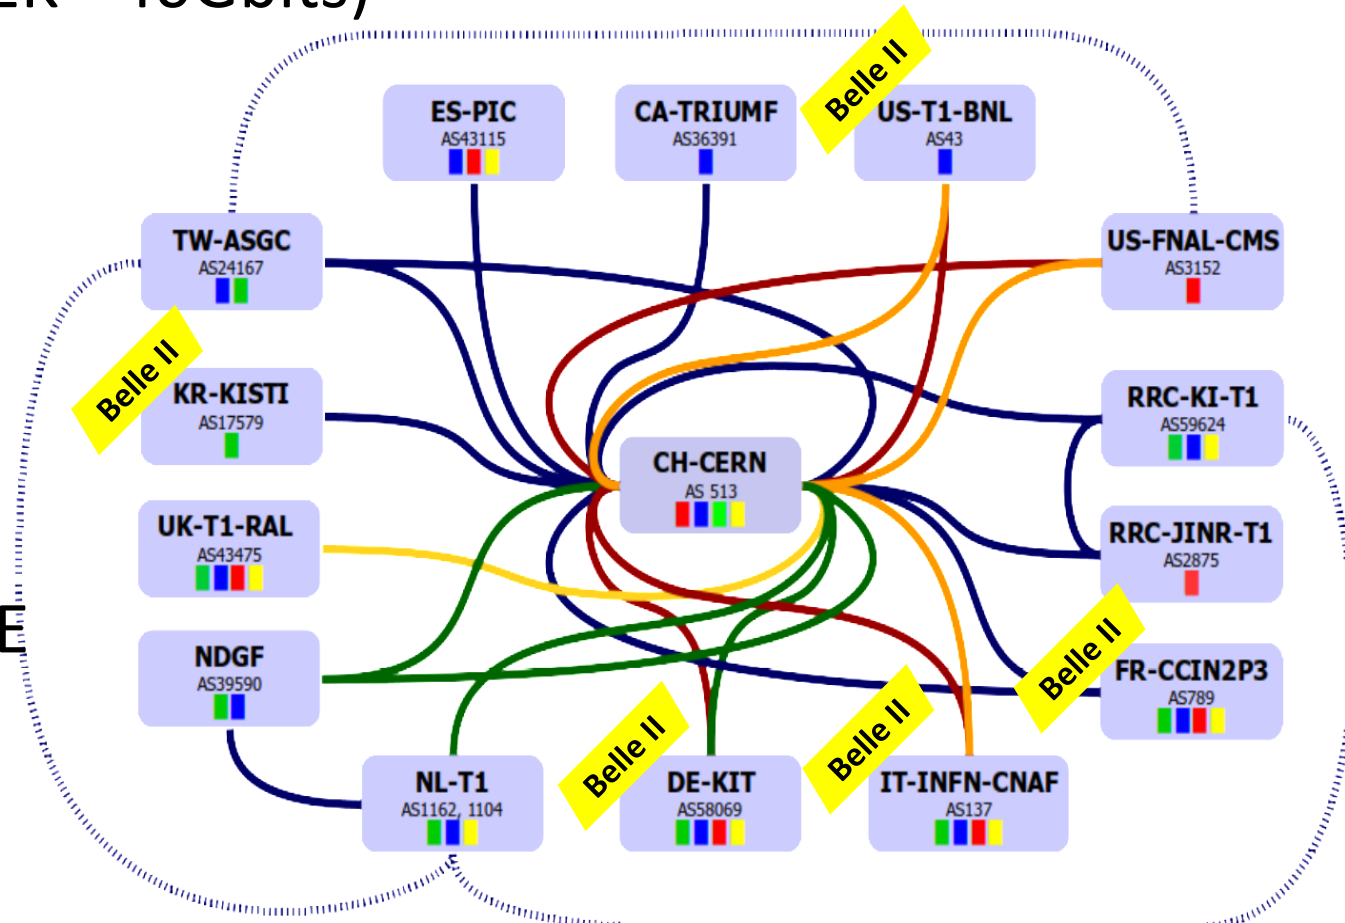 ER – 40Gbits)
Belle II
ES-PIC
AS43115
CA-TRIUMF
AS36391
US-T1-BNL
AS43
TW-ASGC
AS24167
US-FNAL-CMS
AS3152
Belle II
KR-KISTI
AS17579
RRC-KI-T1
AS59624
CH-CERN
AS 513
UK-T1-RAL
AS43475
RRC-JINR-T1
AS2875
E
Belle II
NDGF
AS39590
FR-CCIN2P3
AS789
Belle II
Belle II
NL-T1
AS1162, 1104
DE-KIT
AS58069
IT-INFN-CNAF
AS137